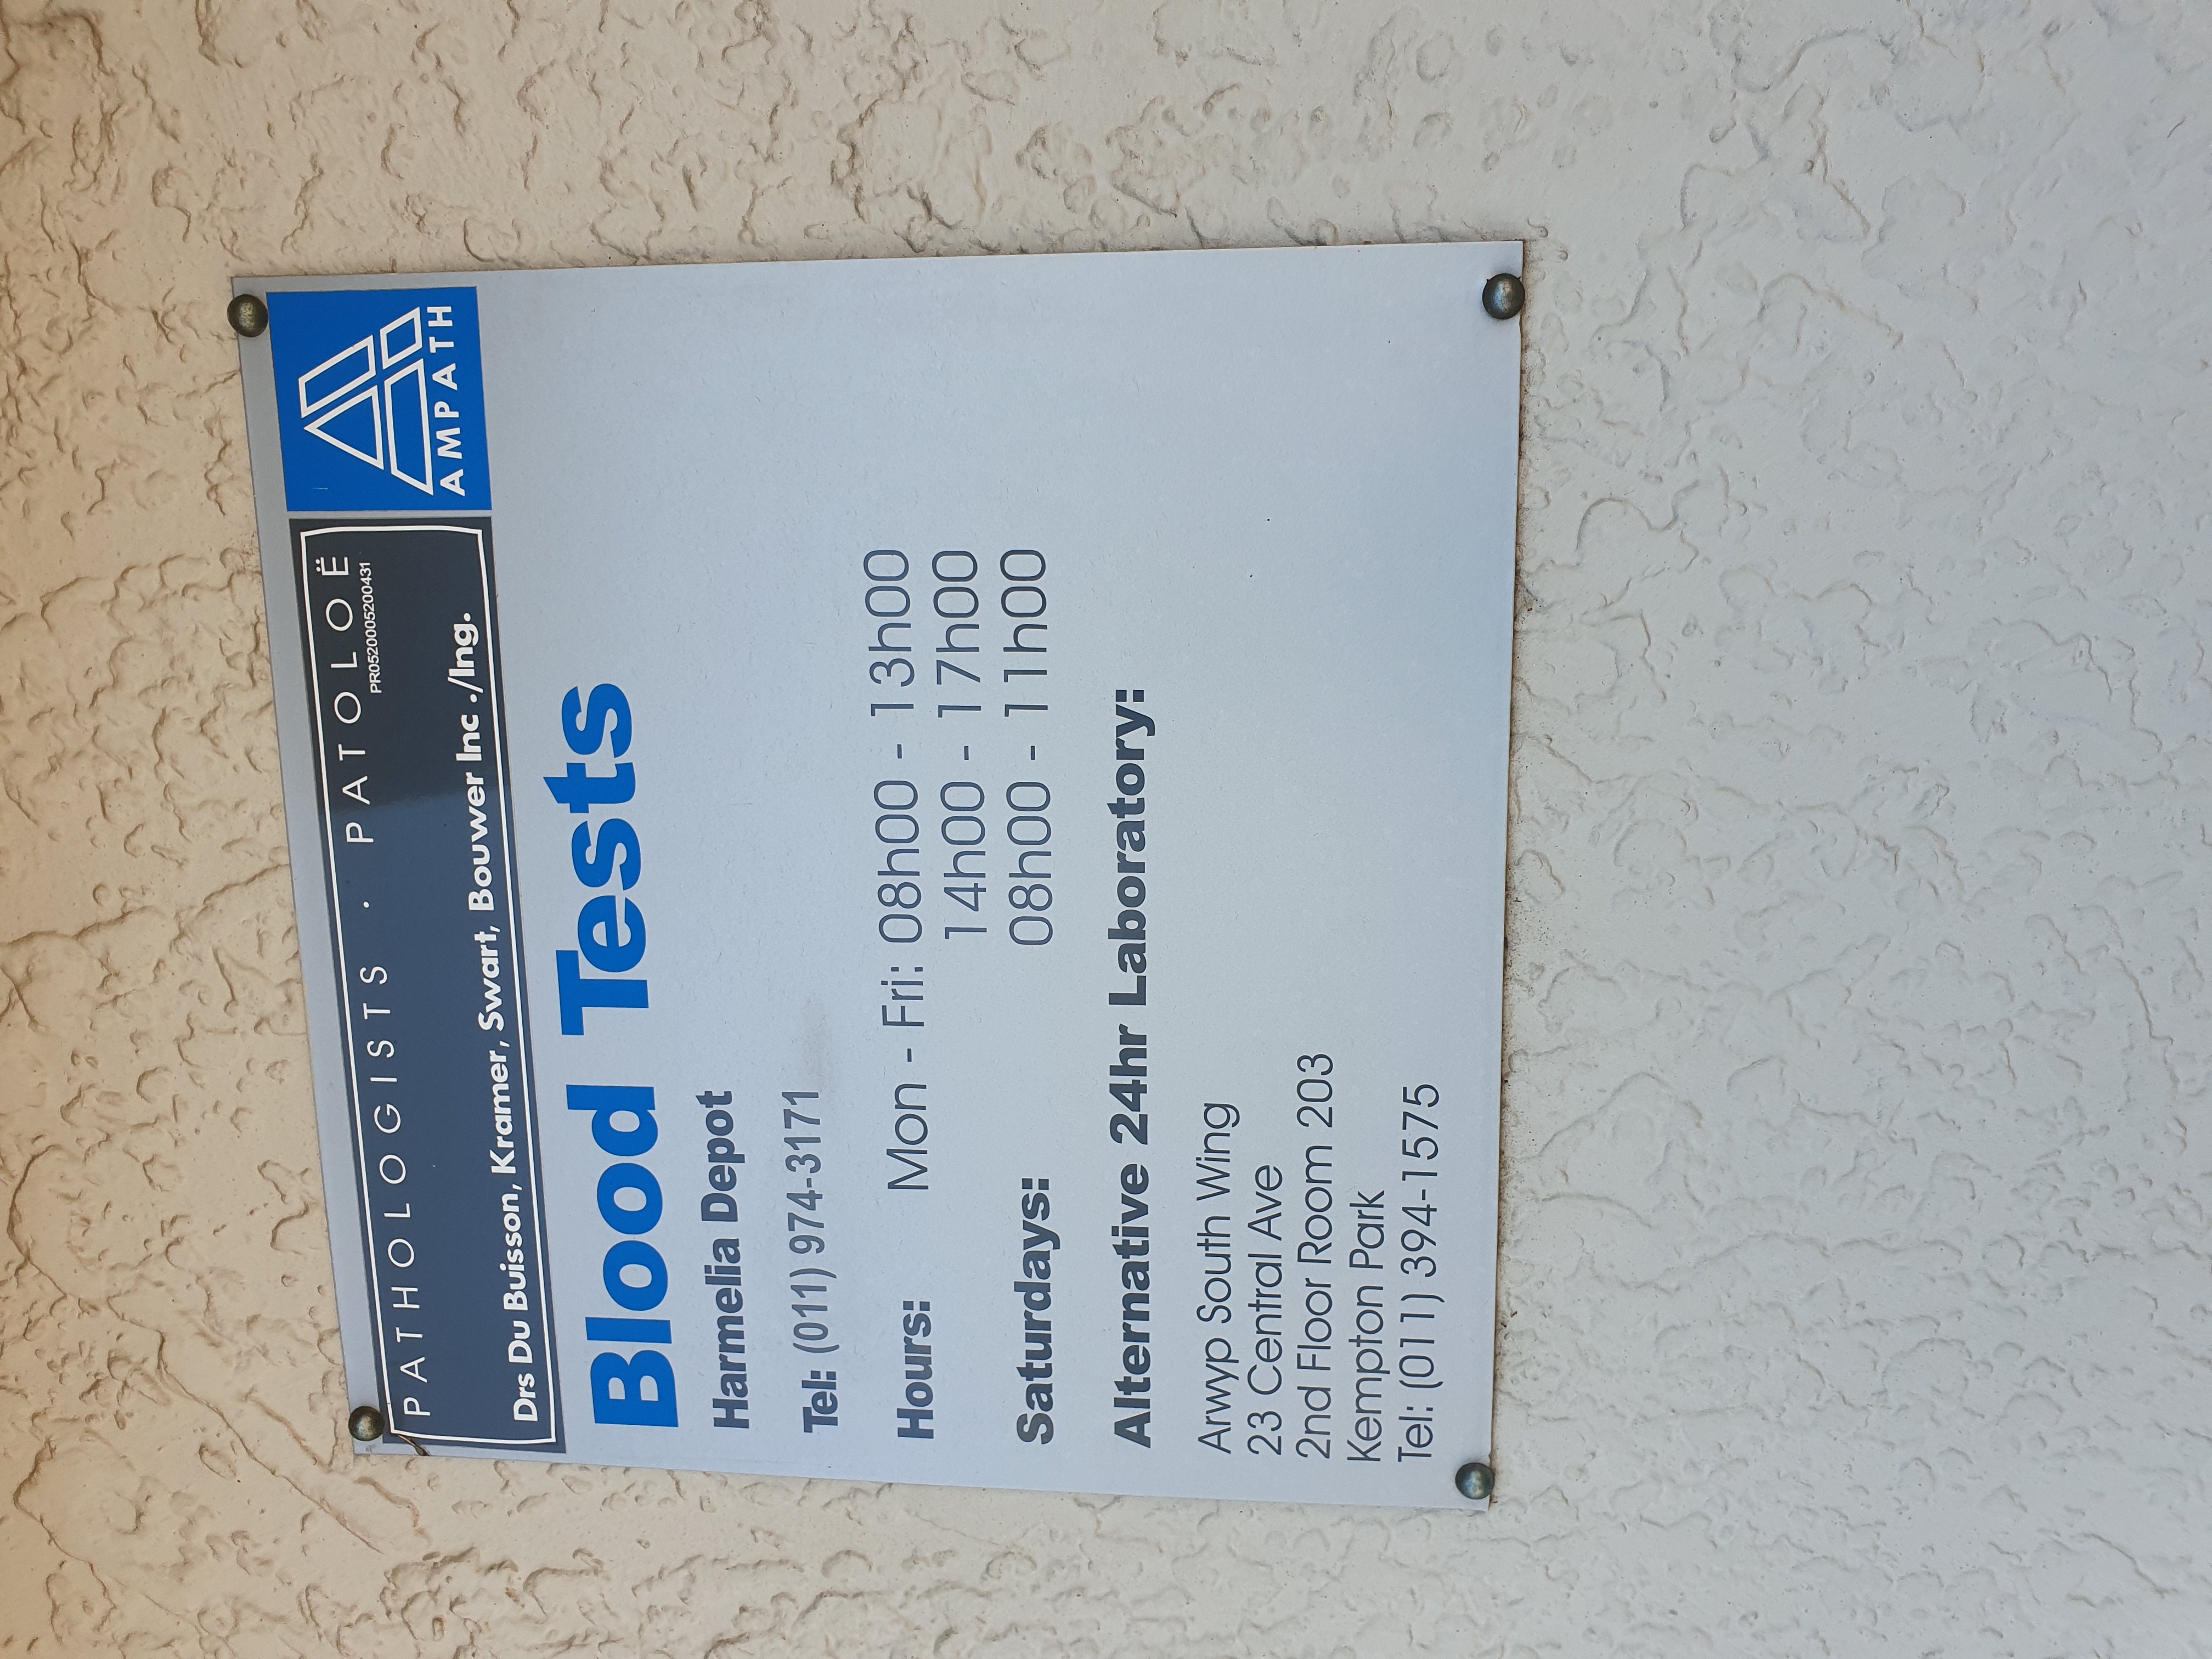 PATHOLOGISTS . PATOLOË
PR0520005200431
Drs Du Buisson, Kramer, Swart, Bouwer Inc ./Ing.
AMPATH
Blood Tests
Harmelia Depot
Tel: (011) 974-3171
Hours: Mon - Fri: 08h00 - 13h00
14h00 - 17h00
Saturdays: 08h00 - 11h00
Alternative 24hr Laboratory:
Arwyp South Wing
23 Central Ave
2nd Floor Room 203
Kempton Park
Tel: (011) 394-1575